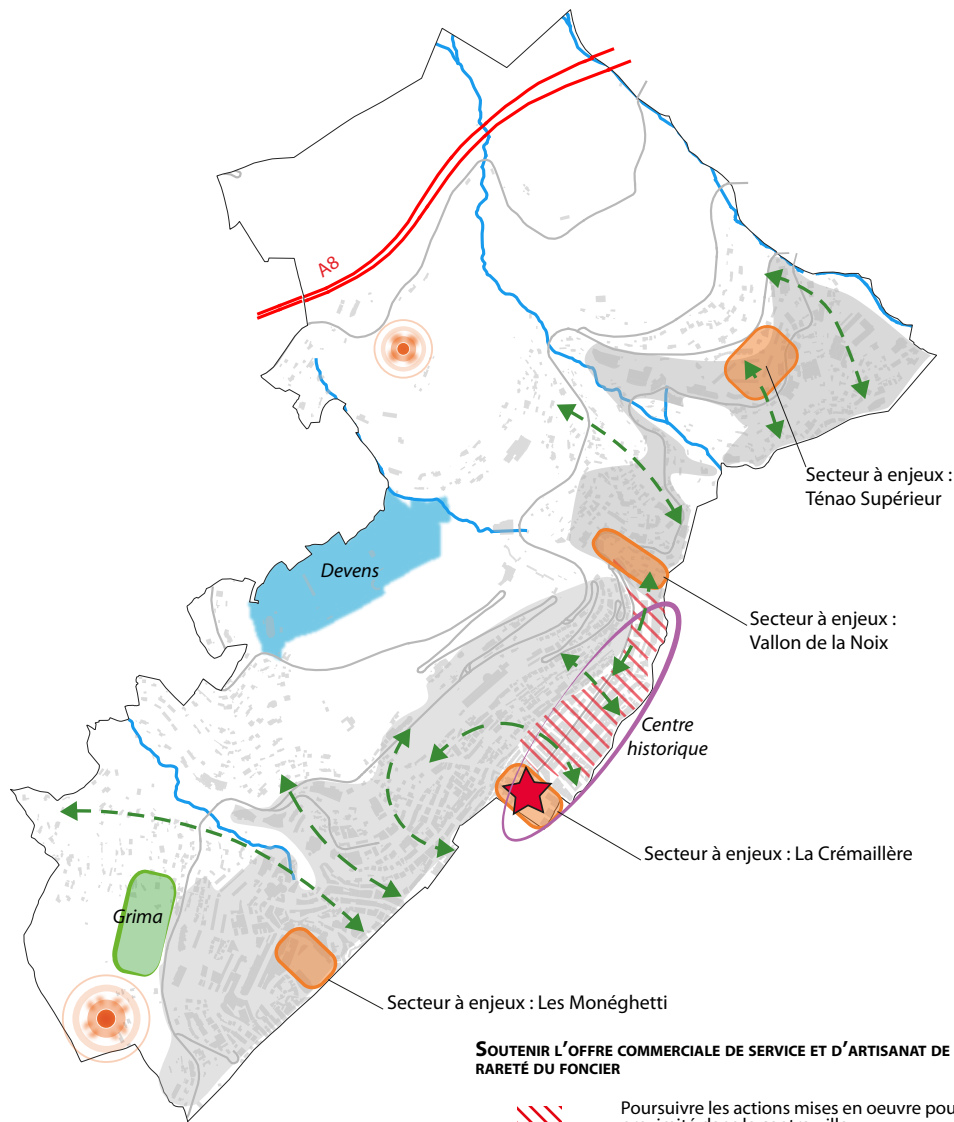 A8
Secteur à enjeux :
Ténao Supérieur
Devens
Secteur à enjeux :
Vallon de la Noix
Centre
historique
Secteur à enjeux : La Crémaillère
Grima
Secteur à enjeux : Les Monéghetti
SOUTENIR L'OFFRE COMMERCIALE DE SERVICE ET D'ARTISANAT DE
RARETÉ DU FONCIER
Poursuivre les actions mises en oeuvre pou